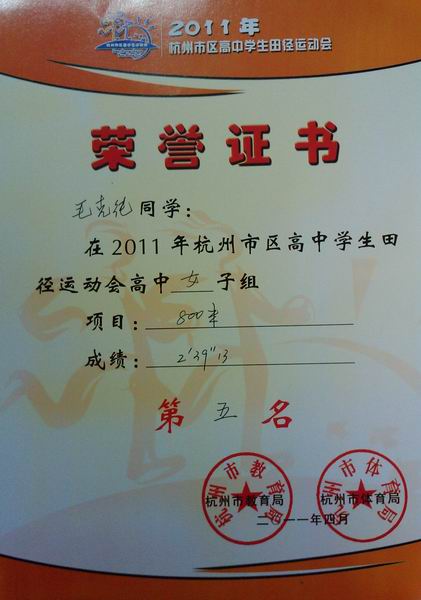 2011年
杭州市区高中学生田径运动会
荣誉证书
毛克纯同学：
在2011年杭州市区高中学生田
径运动会高中女子组
项目：800米
成绩：2'39"13
第五名
杭州市教育局 杭州市体育局
二〇一一年四月